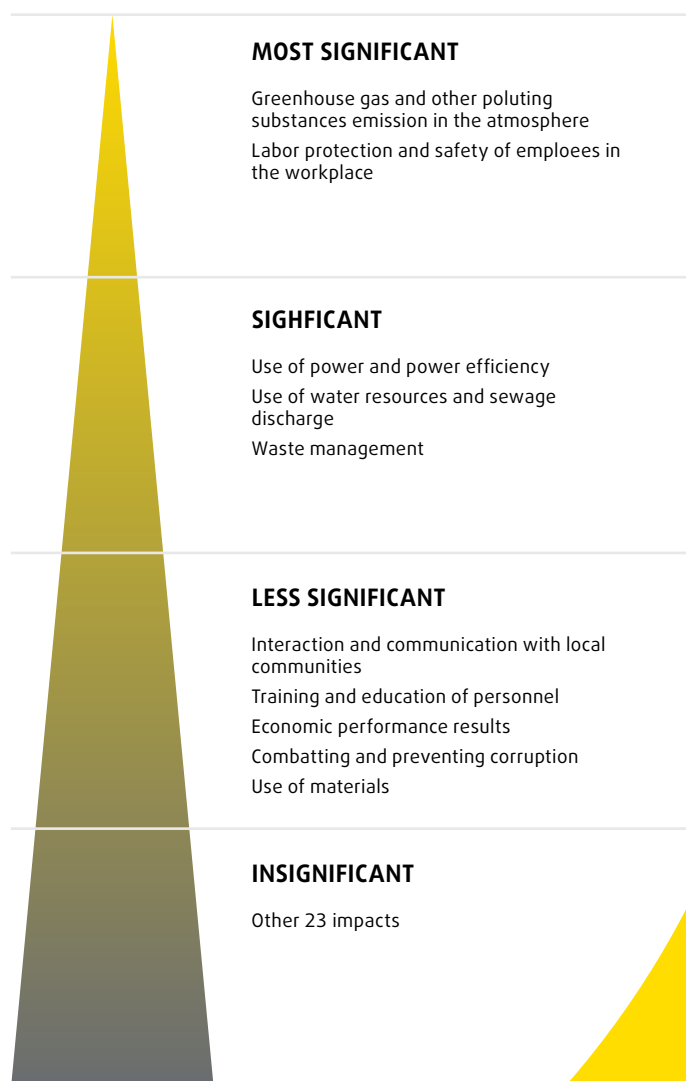 MOST SIGNIFICANT
Greenhouse gas and other poluting
substances emission in the atmosphere
Labor protection and safety of emploees in
the workplace
SIGHFICANT
Use of power and power efficiency
Use of water resources and sewage
discharge
Waste management
LESS SIGNIFICANT
Interaction and communication with local
communities
Training and education of personnel
Economic performance results
Combatting and preventing corruption
Use of materials
INSIGNIFICANT
Other 23 impacts